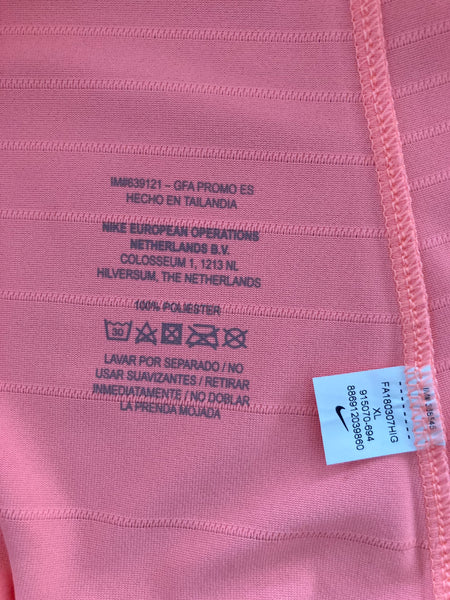 IM#639121 – GFA PROMO ES
HECHO EN TAILANDIA
NIKE EUROPEAN OPERATIONS
NETHERLANDS B.V.
COLOSSEUM 1, 1213 NL
HILVERSUM, THE NETHERLANDS
100% POLIESTER
30
LAVAR POR SEPARADO / NO
USAR SUAVIZANTES / RETIRAR
INMEDIATAMENTE / NO DOBLAR
LA PRENDA MOJADA
FA180307HIG
XL
915070-694
886912039860